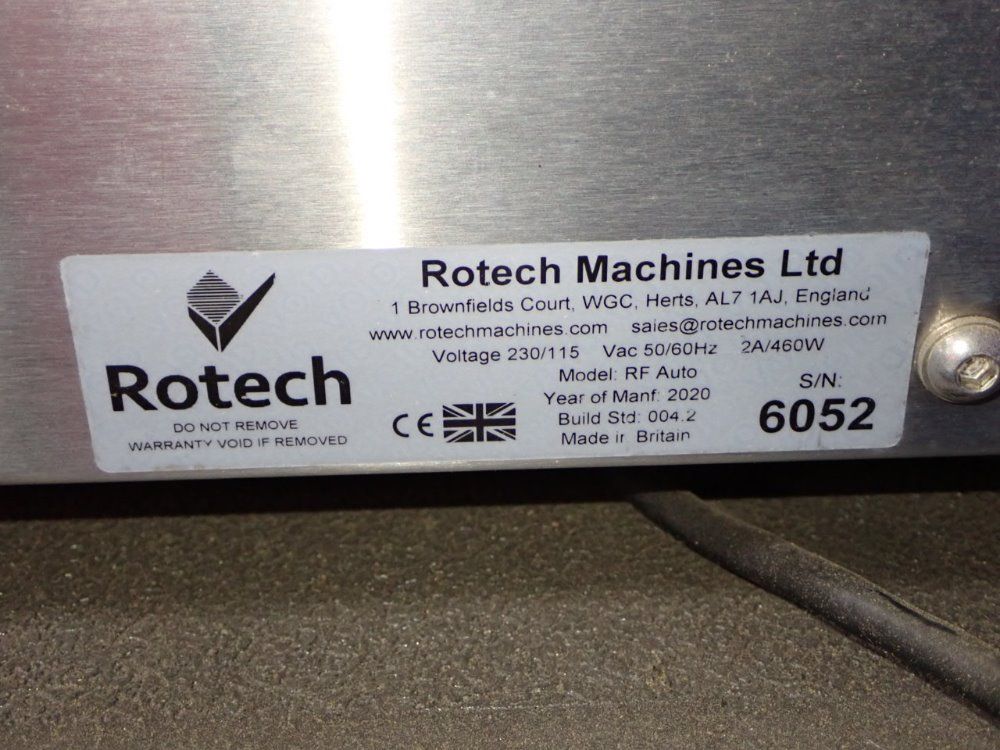 Rotech Machines Ltd
1 Brownfields Court, WGC, Herts, AL7 1AJ, England
www.rotechmachines.com sales@rotechmachines.com
Voltage 230/115 Vac 50/60Hz 2A/460W
Model: RF Auto
Year of Manf: 2020
Build Std: 004.2
Made in Britain
S/N:
6052
CE
Rotech
DO NOT REMOVE
WARRANTY VOID IF REMOVED